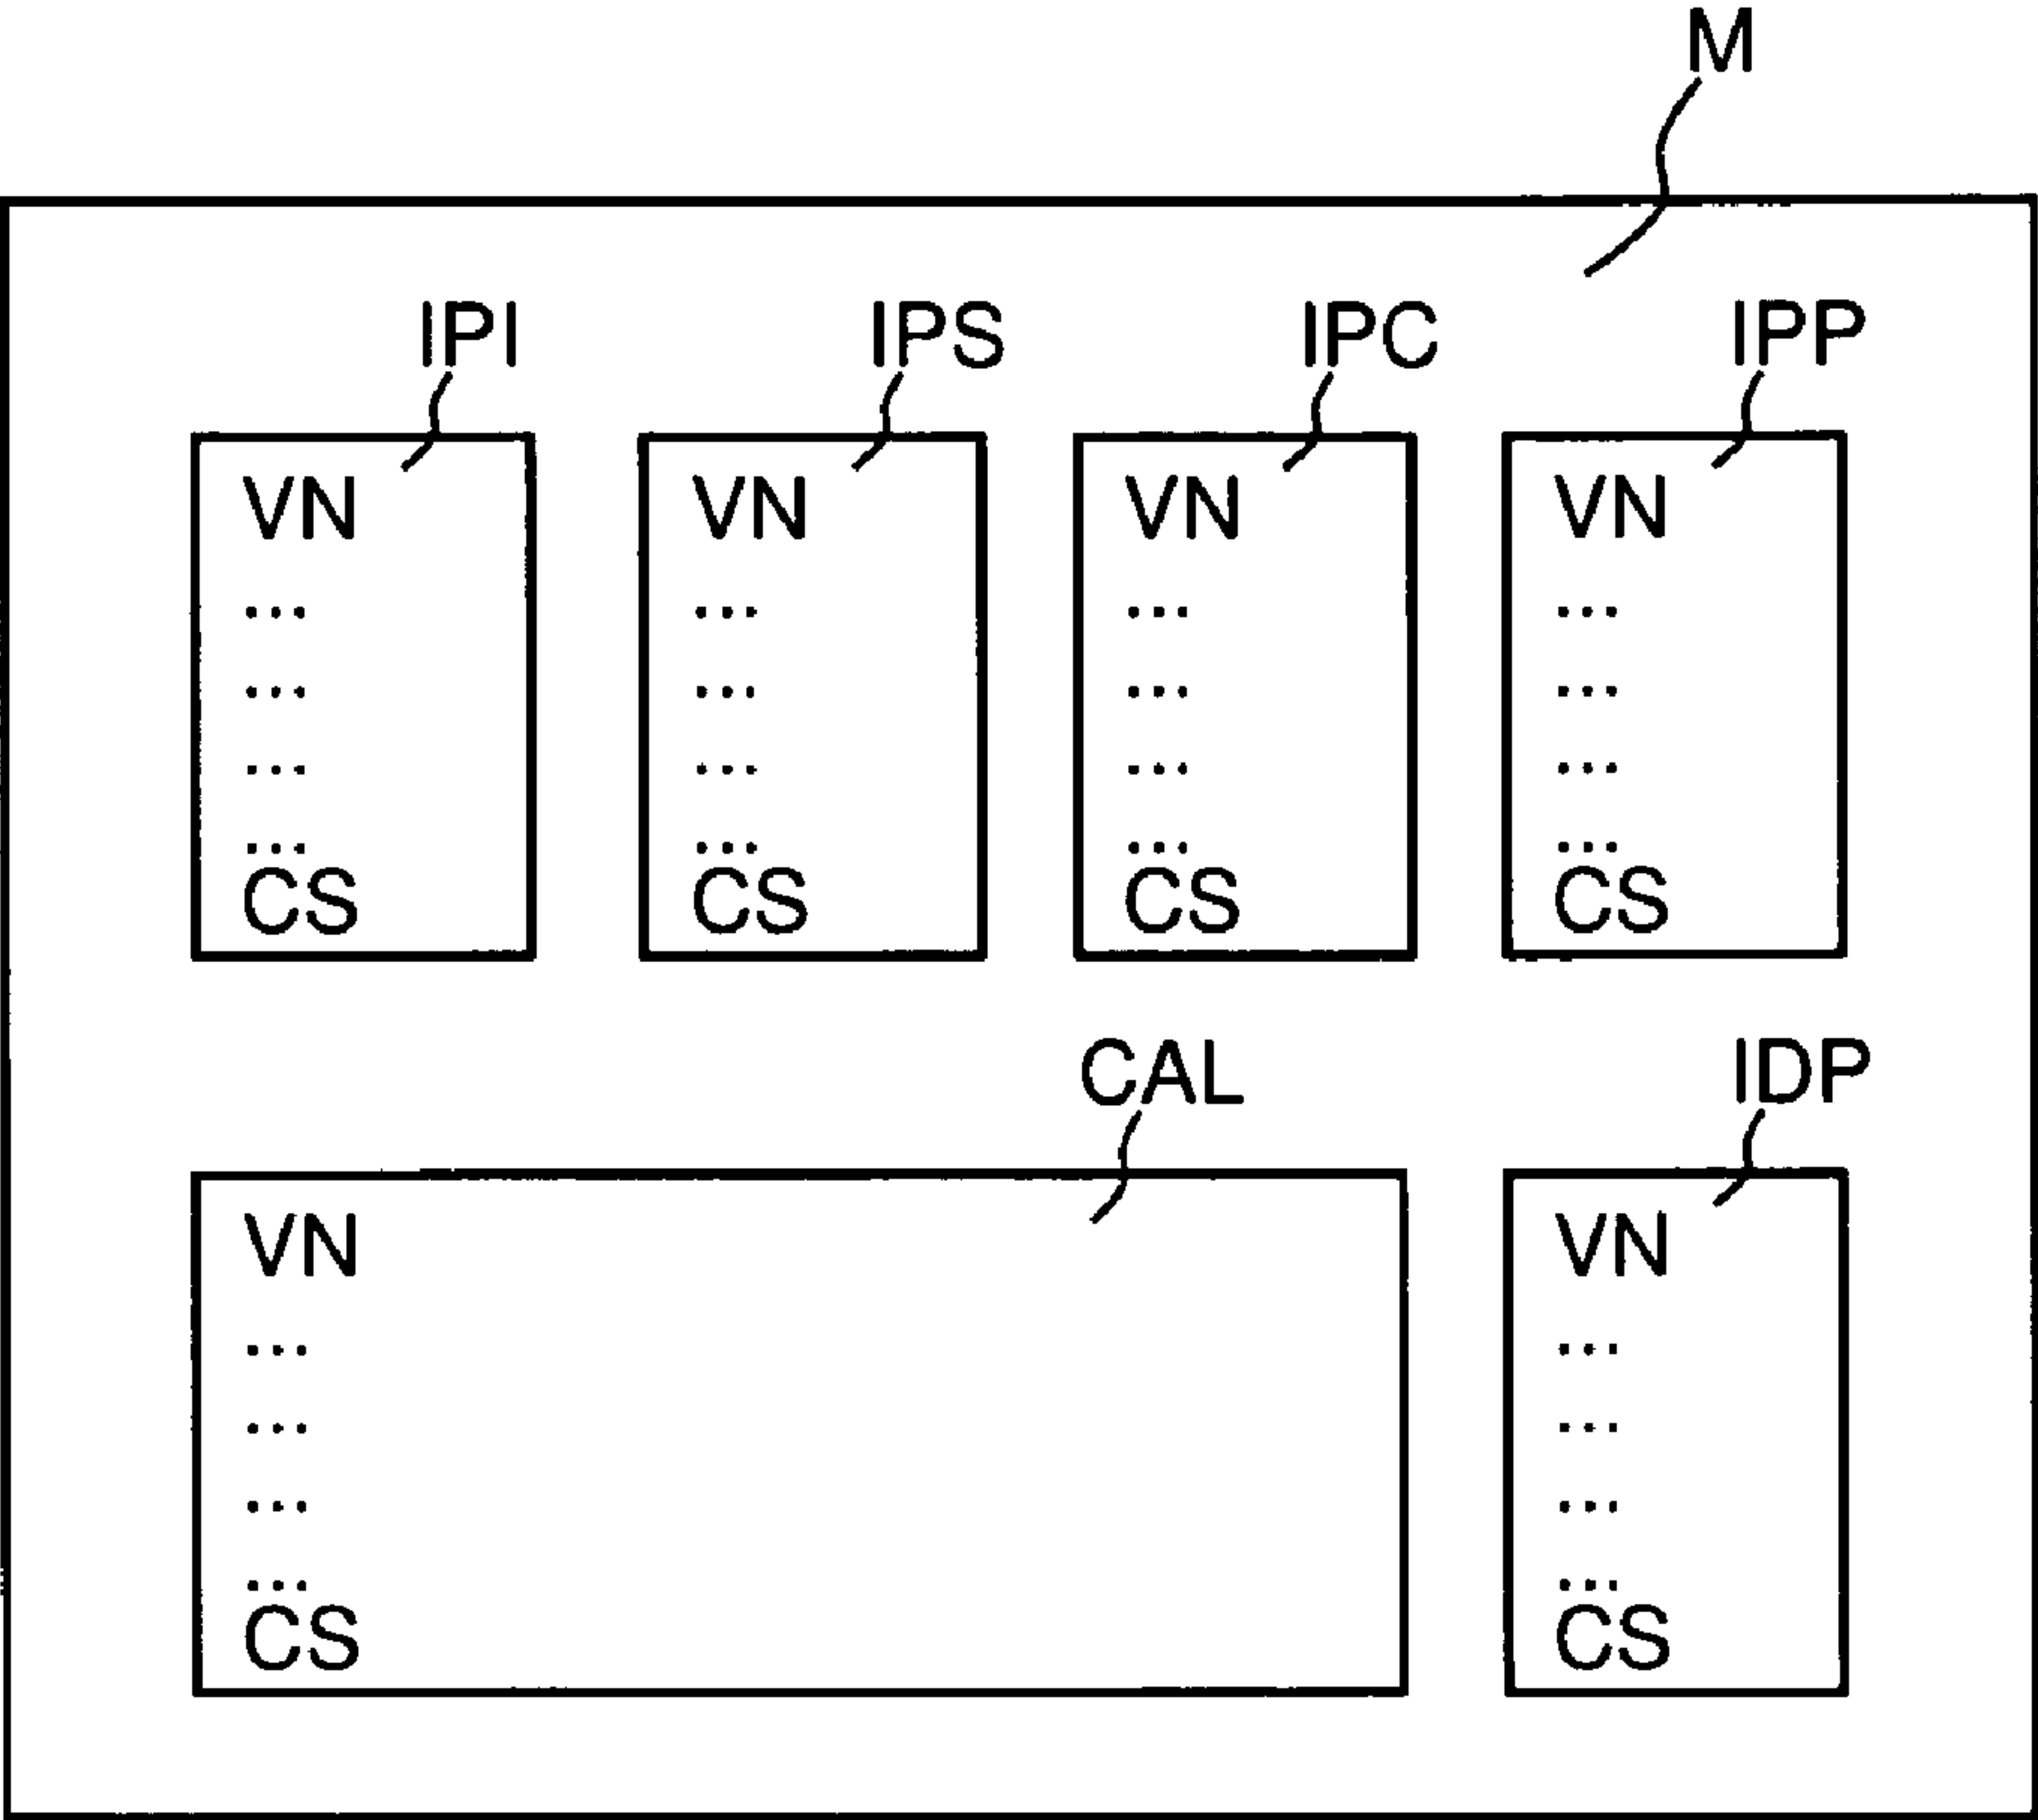 M
IPI IPS IPC IPP
VN VN VN VN
... ... ... ...
... ... ... ...
... ... ... ...
... ... ... ...
CS CS CS CS
CAL IDP
VN VN
... ...
... ...
... ...
... ...
CS CS